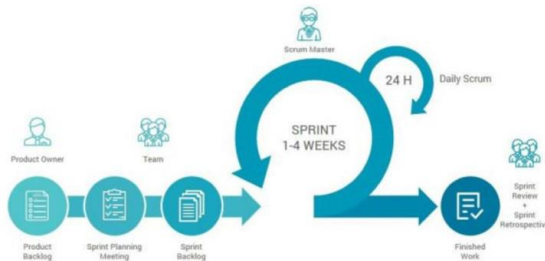 Scrum Master
24 H
Daily Scrum
SPRINT
1-4 WEEKS
Product Owner
Team
Sprint
Review
+
Sprint
Retrospectiv
Product
Backlog
Sprint Planning
Meeting
Sprint
Backlog
Finished
Work